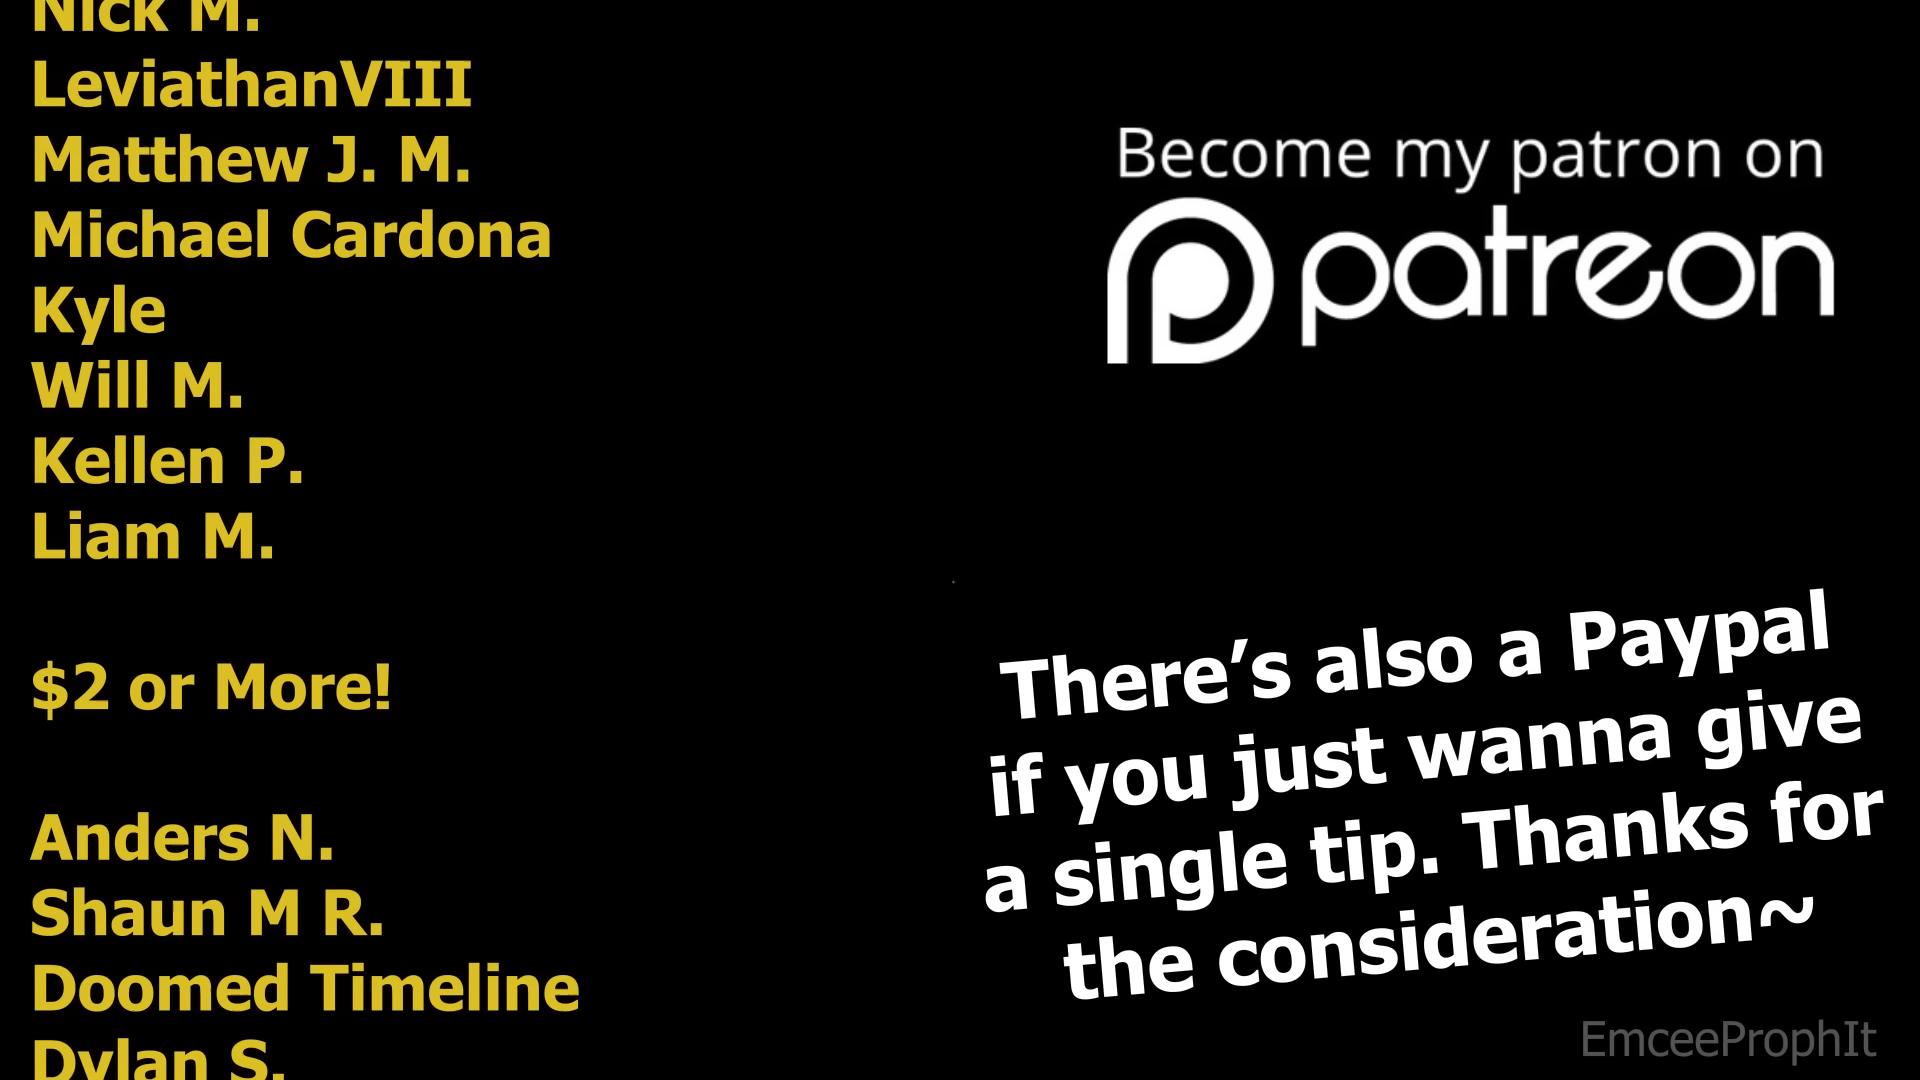 Nick M.
LeviathanVIII
Matthew J. M.
Michael Cardona
Kyle
Will M.
Kellen P.
Liam M.
$2 or More!
Anders N.
Shaun M R.
Doomed Timeline
Dylan S.
Become my patron on
patreon
There's also a Paypal
if you just wanna give
a single tip. Thanks for
the consideration~
EmceeProphIt